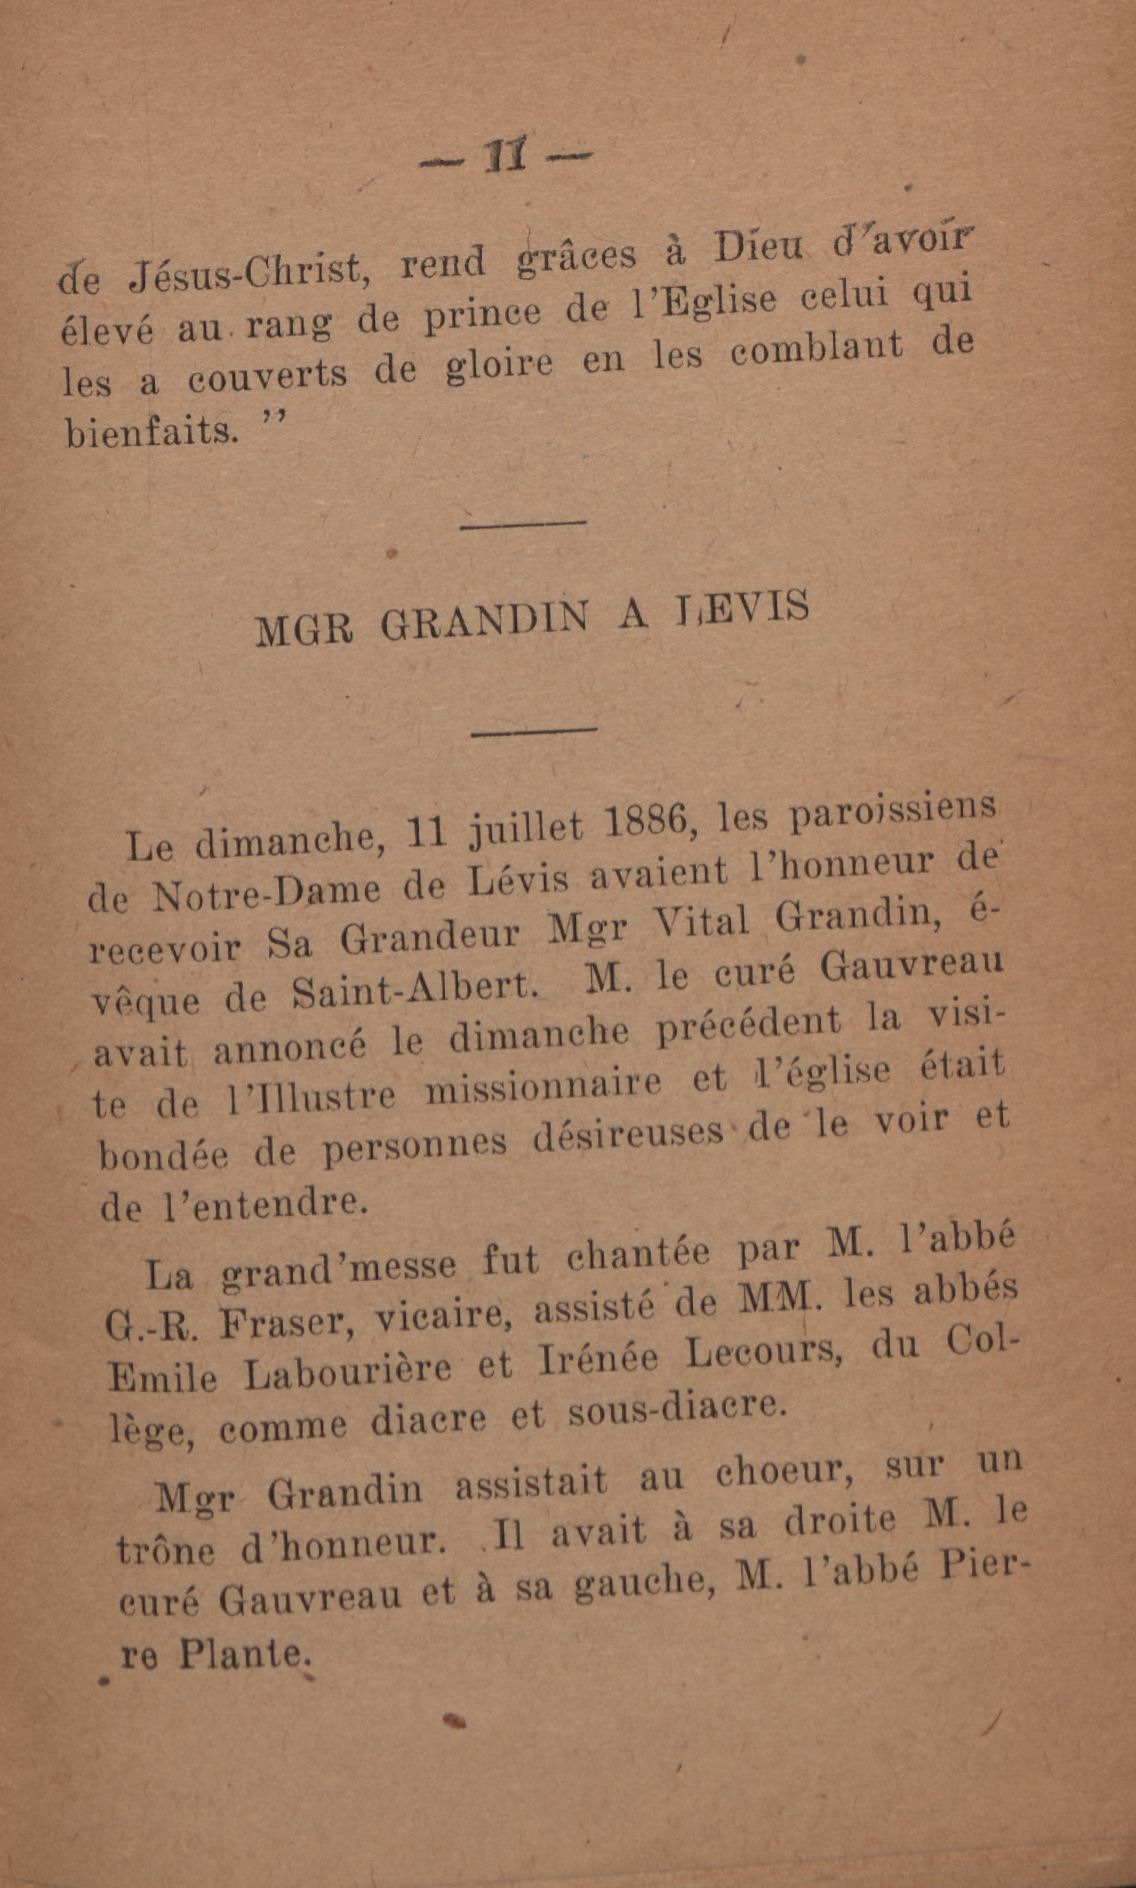 — 11 —
de Jésus-Christ, rend grâces à Dieu d'avoir
élevé au rang de prince de l'Eglise celui qui
les a couverts de gloire en les comblant de
bienfaits. ”
MGR GRANDIN A LEVIS
Le dimanche, 11 juillet 1886, les paroissiens
de Notre-Dame de Lévis avaient l'honneur de
recevoir Sa Grandeur Mgr Vital Grandin, é-
vêque de Saint-Albert. M. le curé Gauvreau
avait annoncé le dimanche précédent la visi-
te de l'Illustre missionnaire et l'église était
bondée de personnes désireuses de le voir et
de l'entendre.
La grand'messe fut chantée par M. l'abbé
G.-R. Fraser, vicaire, assisté de MM. les abbés
Emile Labourière et Irénée Lecours, du Col-
lège, comme diacre et sous-diacre.
Mgr Grandin assistait au choeur, sur un
trône d'honneur. Il avait à sa droite M. le
curé Gauvreau et à sa gauche, M. l'abbé Pier-
re Plante.